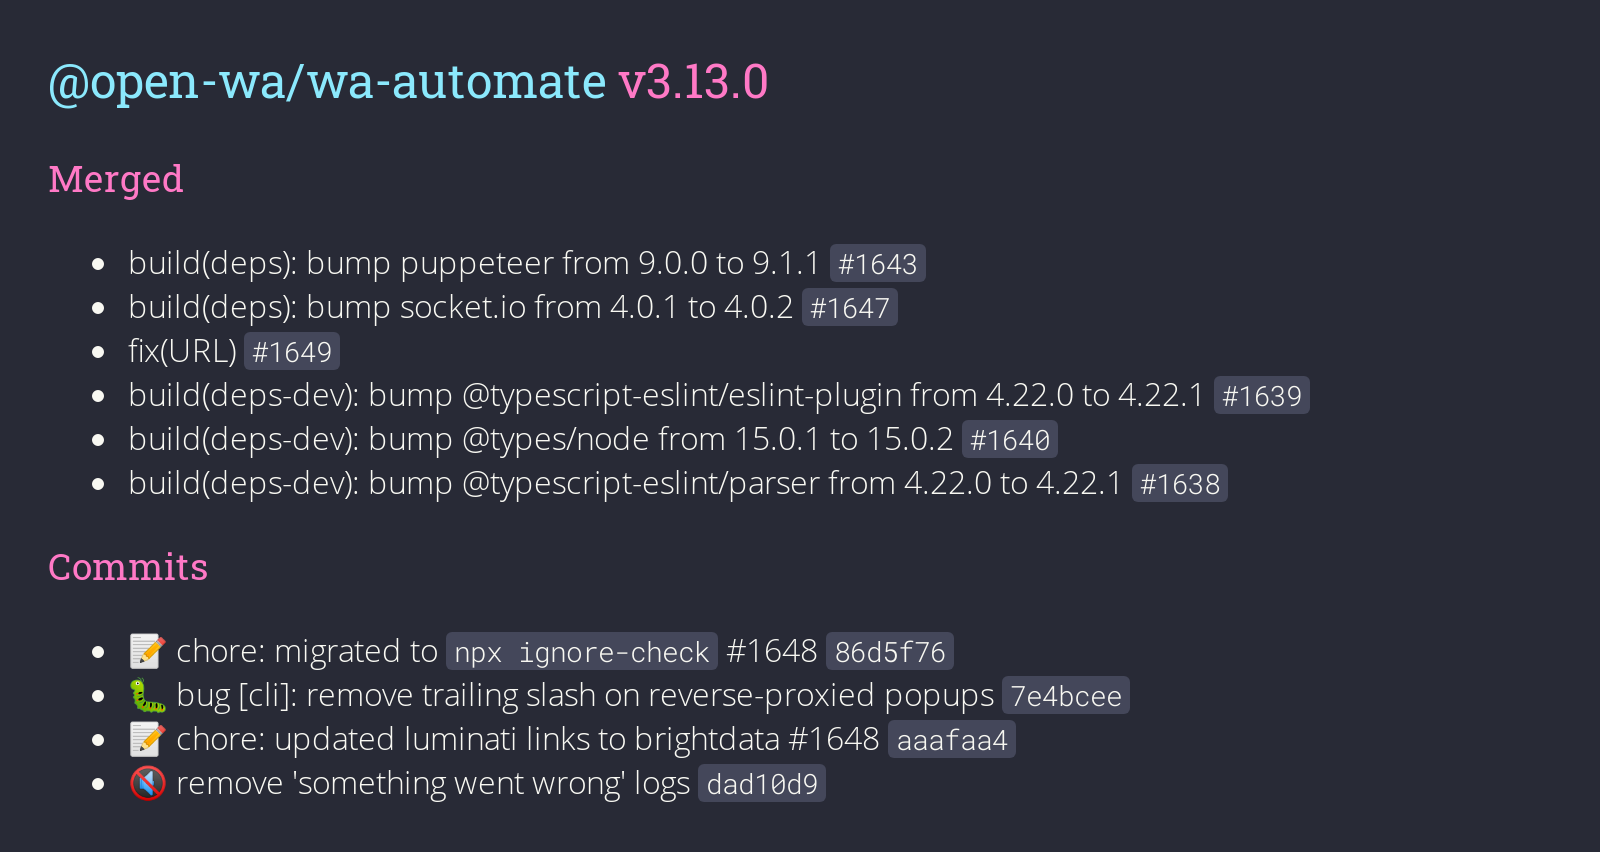 @open-wa/wa-automate v3.13.0
Merged
build(deps): bump puppeteer from 9.0.0 to 9.1.1 #1643
build(deps): bump socket.io from 4.0.1 to 4.0.2 #1647
fix(URL) #1649
build(deps-dev): bump @typescript-eslint/eslint-plugin from 4.22.0 to 4.22.1 #1639
build(deps-dev): bump @types/node from 15.0.1 to 15.0.2 #1640
build(deps-dev): bump @typescript-eslint/parser from 4.22.0 to 4.22.1 #1638
Commits
📝 chore: migrated to npx ignore-check #1648 86d5f76
🐛 bug [cli]: remove trailing slash on reverse-proxied popups 7e4bcee
📝 chore: updated luminati links to brightdata #1648 aaafaa4
🔇 remove 'something went wrong' logs dad10d9